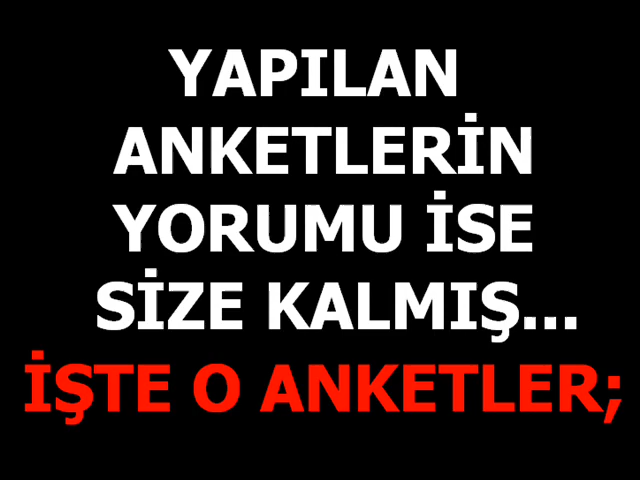 YAPILAN
ANKETLERİN
YORUMU İSE
SİZE KALMIŞ...
İŞTE O ANKETLER;